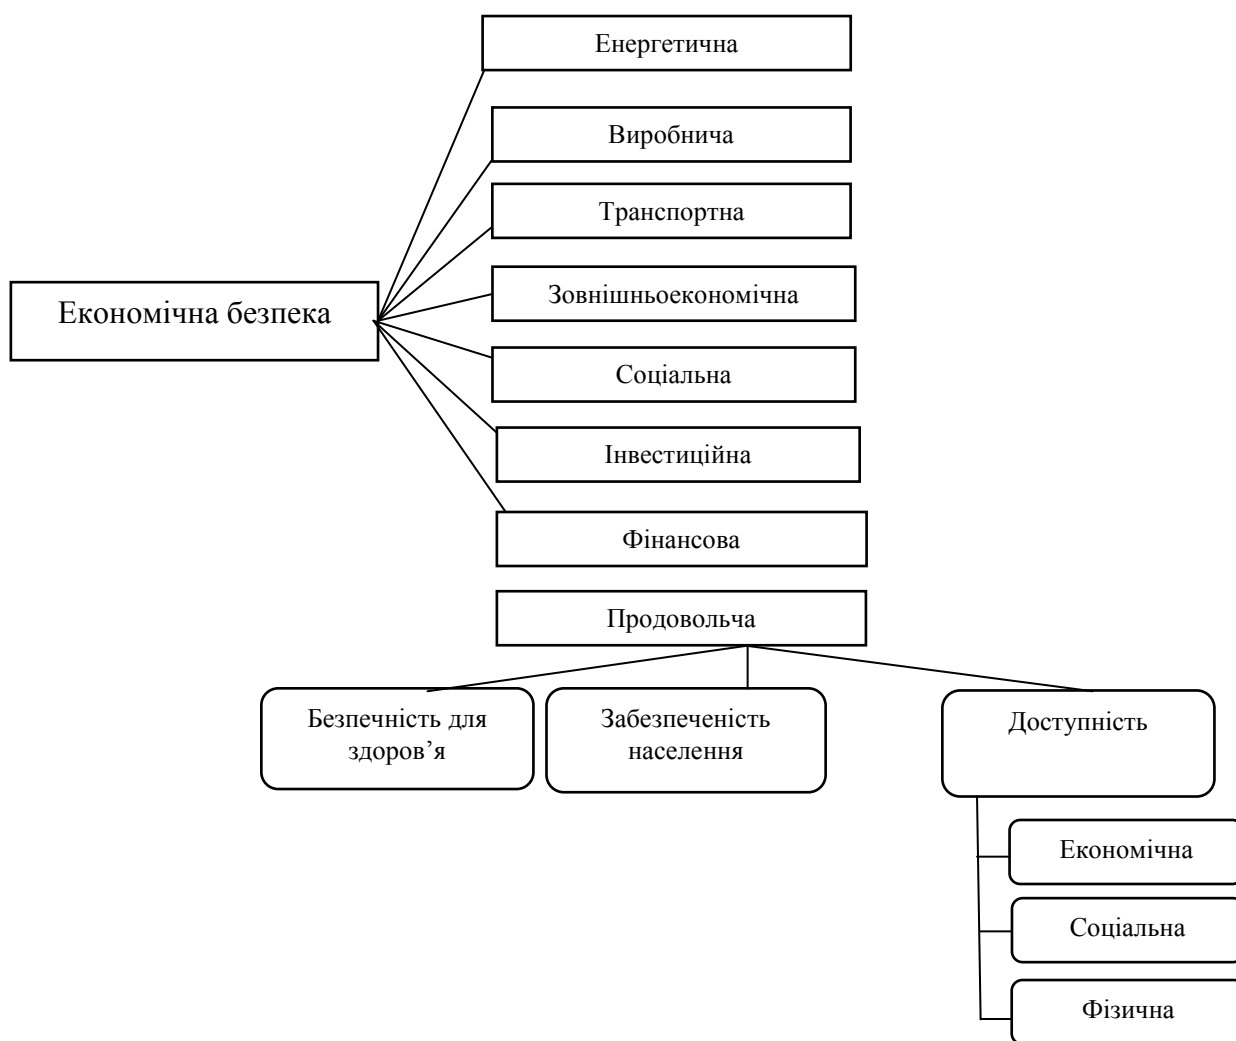 Енергетична
Виробнича
Транспортна
Економічна безпека
Зовнішньоекономічна
Соціальна
Інвестиційна
Фінансова
Продовольча
Безпечність для
здоров’я
Забезпеченість
населення
Доступність
Економічна
Соціальна
Фізична